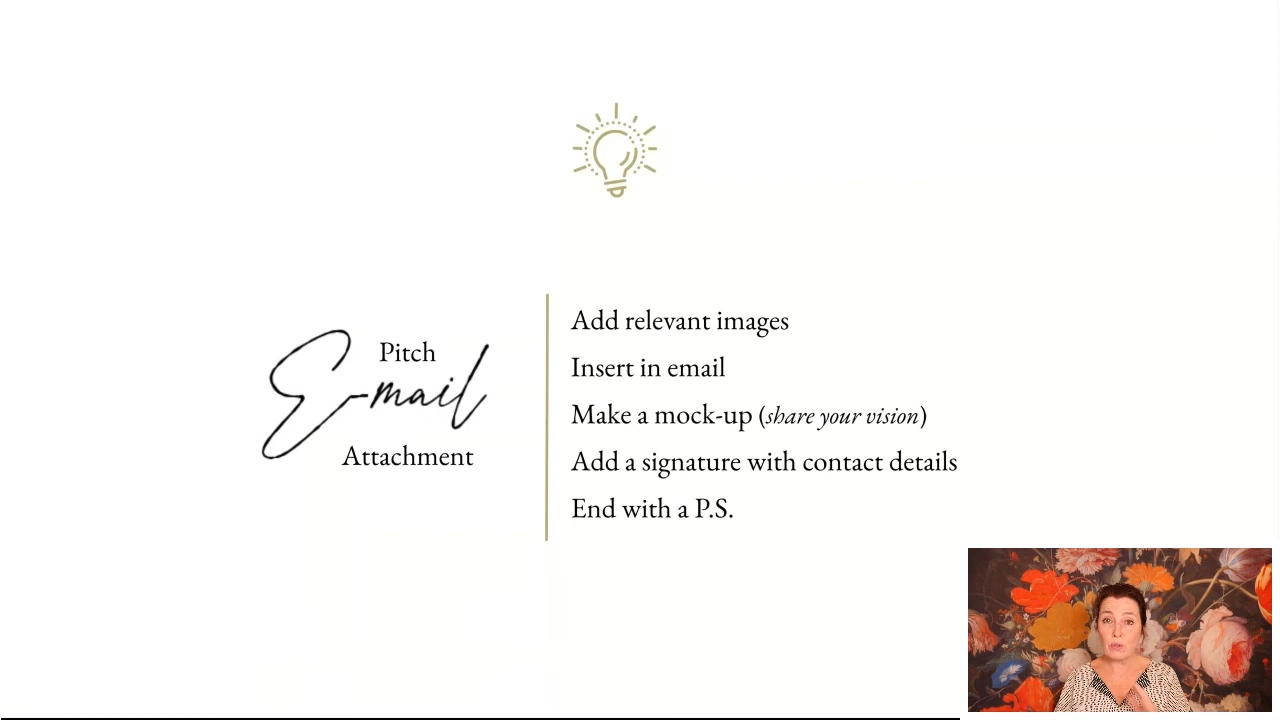 Pitch
E-mail
Attachment
Add relevant images
Insert in email
Make a mock-up (share your vision)
Add a signature with contact details
End with a P.S.